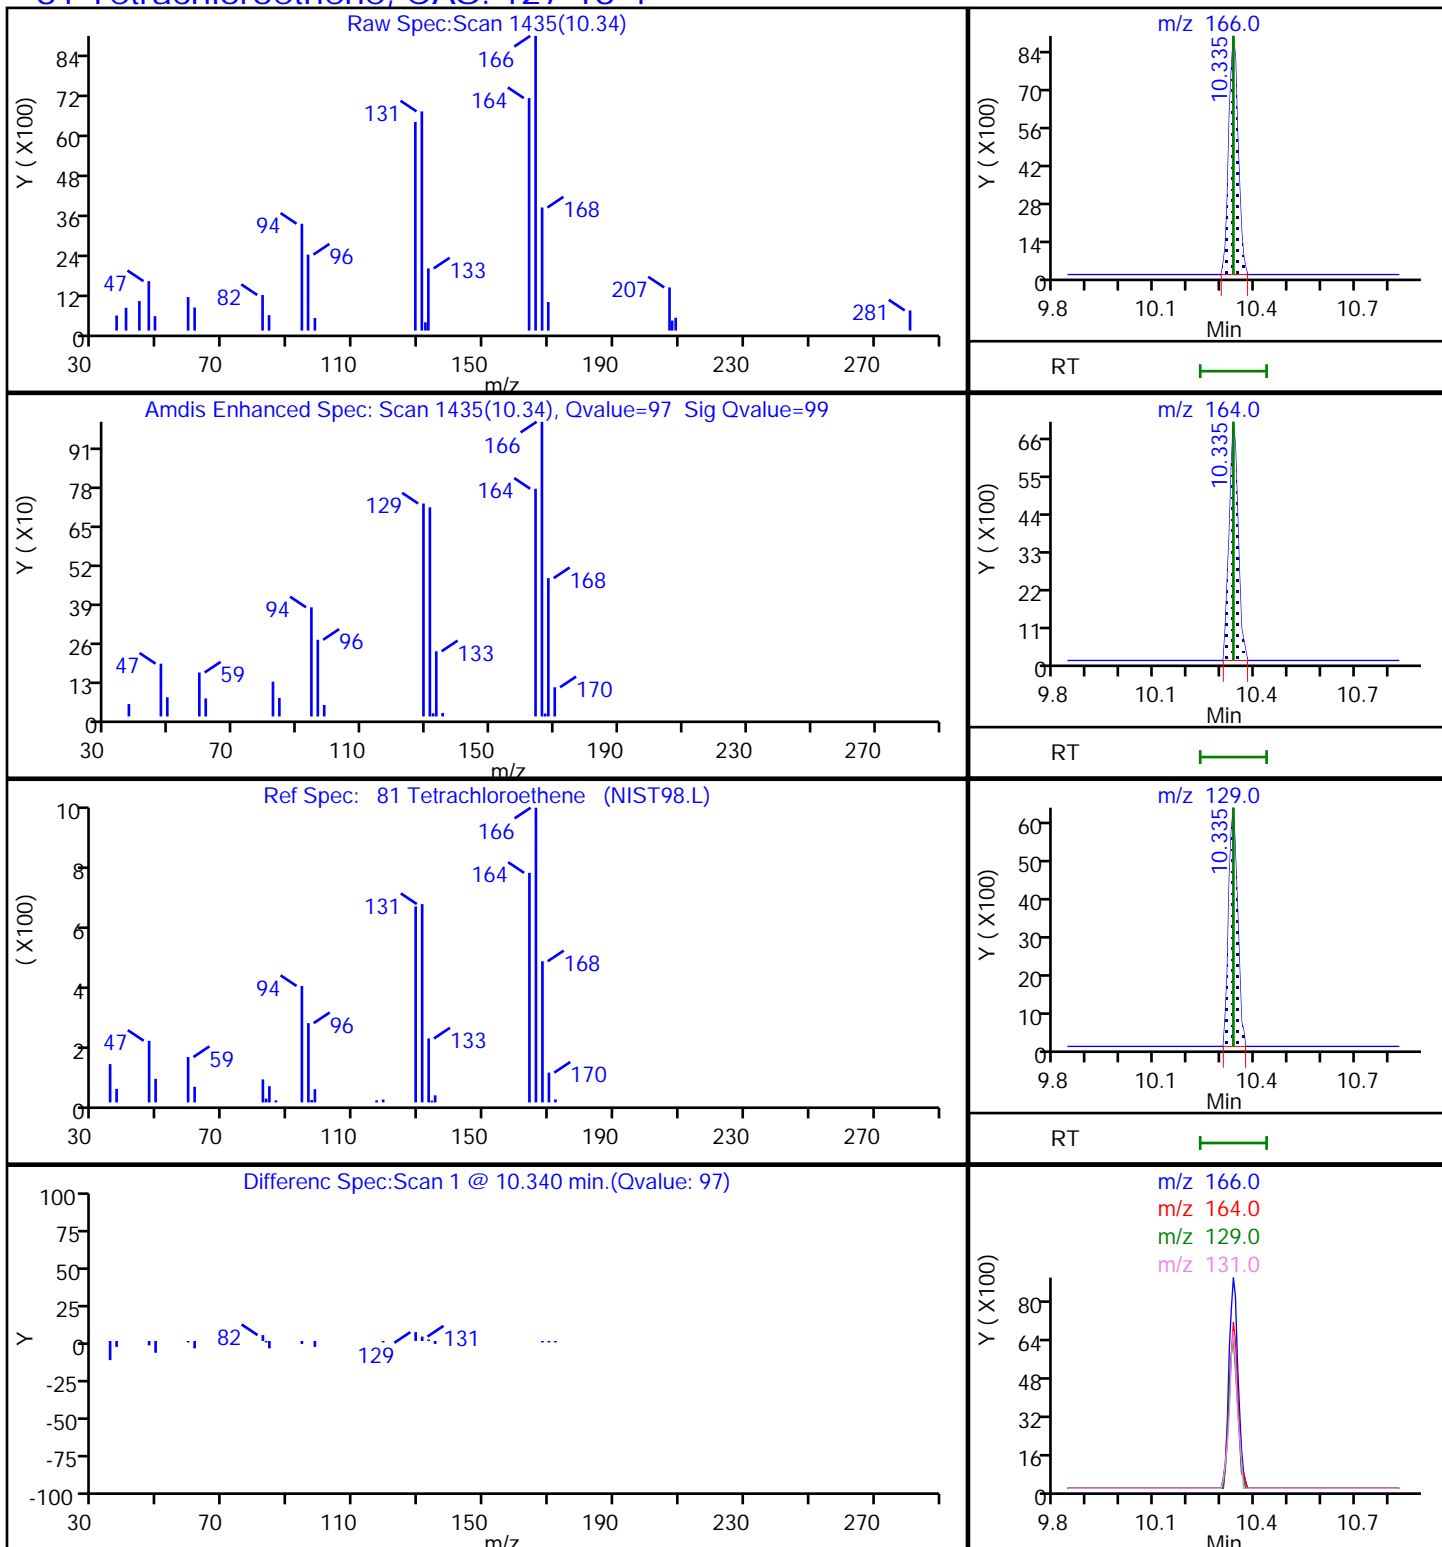 81 Tetrachloroethene, CAS: 127-18-4
Raw Spec:Scan 1435(10.34)
Y ( X100)
84
72
60
48
36
24
12
0
47
82
94
96
131
133
164
166
168
207
281
30 70 110 150 190 230 270
m/z
m/z 166.0
Y ( X100)
84
70
56
42
28
14
0
10.335
9.8 10.1 10.4 10.7
Min
RT
Amdis Enhanced Spec: Scan 1435(10.34), Qvalue=97 Sig Qvalue=99
Y ( X10)
91
78
65
52
39
26
13
0
47
59
94
96
129
133
164
166
168
170
30 70 110 150 190 230 270
m/z
m/z 164.0
Y ( X100)
66
55
44
33
22
11
0
10.335
9.8 10.1 10.4 10.7
Min
RT
Ref Spec: 81 Tetrachloroethene (NIST98.L)
( X100)
10
8
6
4
2
0
47
59
94
96
131
133
164
166
168
170
30 70 110 150 190 230 270
m/z
m/z 129.0
Y ( X100)
60
50
40
30
20
10
0
10.335
9.8 10.1 10.4 10.7
Min
RT
Differenc Spec:Scan 1 @ 10.340 min.(Qvalue: 97)
Y
100
75
50
25
0
-25
-50
-75
-100
82
129
131
30 70 110 150 190 230 270
m/z
m/z 166.0
m/z 164.0
m/z 129.0
m/z 131.0
Y ( X100)
80
64
48
32
16
0
9.8 10.1 10.4 10.7
Min